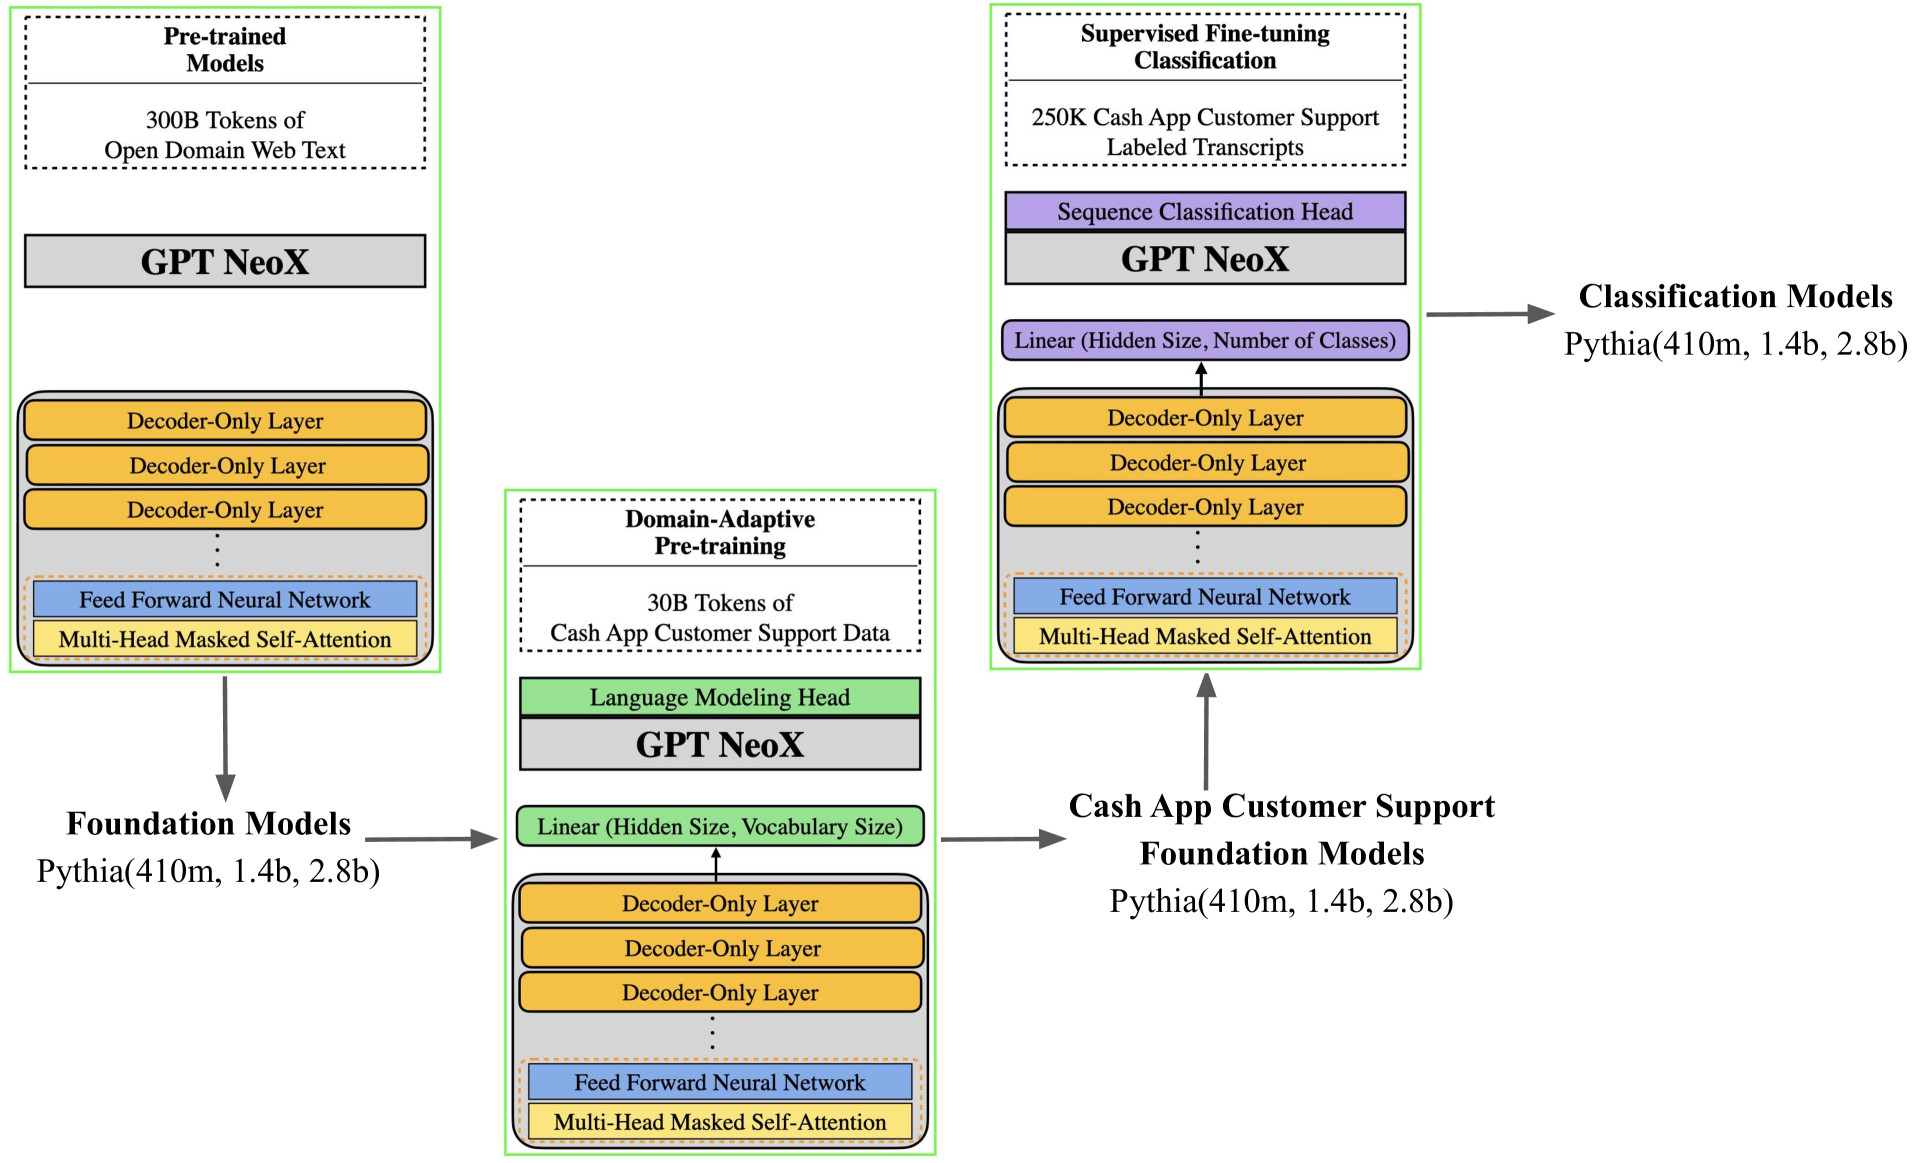 Pre-trained
Models
300B Tokens of
Open Domain Web Text
GPT NeoX
Decoder-Only Layer
Decoder-Only Layer
Decoder-Only Layer
Feed Forward Neural Network
Multi-Head Masked Self-Attention
Foundation Models
Pythia(410m, 1.4b, 2.8b)
Domain-Adaptive
Pre-training
30B Tokens of
Cash App Customer Support Data
Language Modeling Head
GPT NeoX
Linear (Hidden Size, Vocabulary Size)
Decoder-Only Layer
Decoder-Only Layer
Decoder-Only Layer
Feed Forward Neural Network
Multi-Head Masked Self-Attention
Cash App Customer Support
Foundation Models
Pythia(410m, 1.4b, 2.8b)
Supervised Fine-tuning
Classification
250K Cash App Customer Support
Labeled Transcripts
Sequence Classification Head
GPT NeoX
Linear (Hidden Size, Number of Classes)
Decoder-Only Layer
Decoder-Only Layer
Decoder-Only Layer
Feed Forward Neural Network
Multi-Head Masked Self-Attention
Classification Models
Pythia(410m, 1.4b, 2.8b)